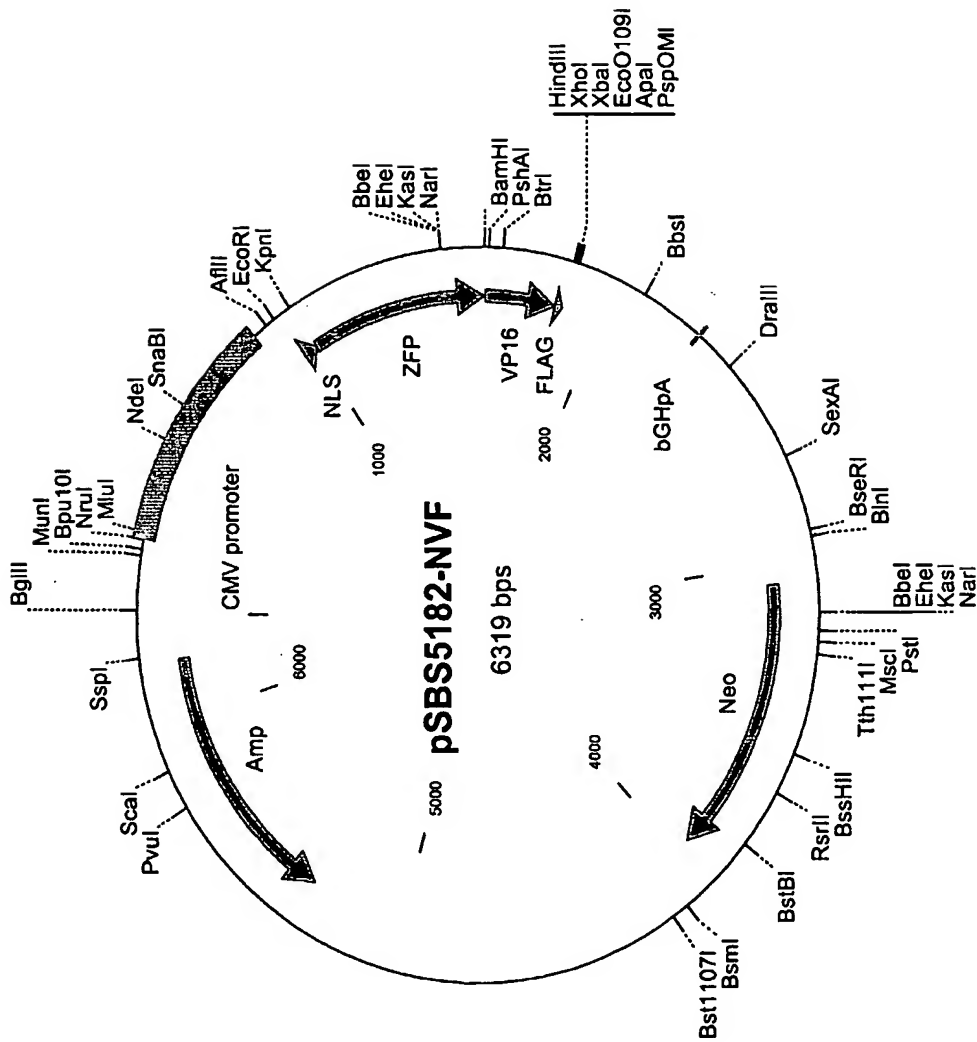 pSBS5182-NVF
6319 bps
BglII
MunI
Bpu10I
NruI
MluI
NdeI
SnaBI
AflII
EcoRI
KpnI
BbeI
EheI
KasI
NarI
BamHI
PshAI
BtrI
HindIII
XhoI
XbaI
EcoO109I
ApaI
PspOMI
BbsI
DraIII
SexAI
BseRI
BlnI
BbeI
EheI
KasI
NarI
PstI
MscI
Tth111I
BssHII
RsrII
BstBI
BsmI
Bst1107I
PvuI
ScaI
SspI
CMV promoter
NLS
ZFP
VP16
FLAG
bGHpA
Neo
Amp
1000
2000
3000
4000
5000
6000